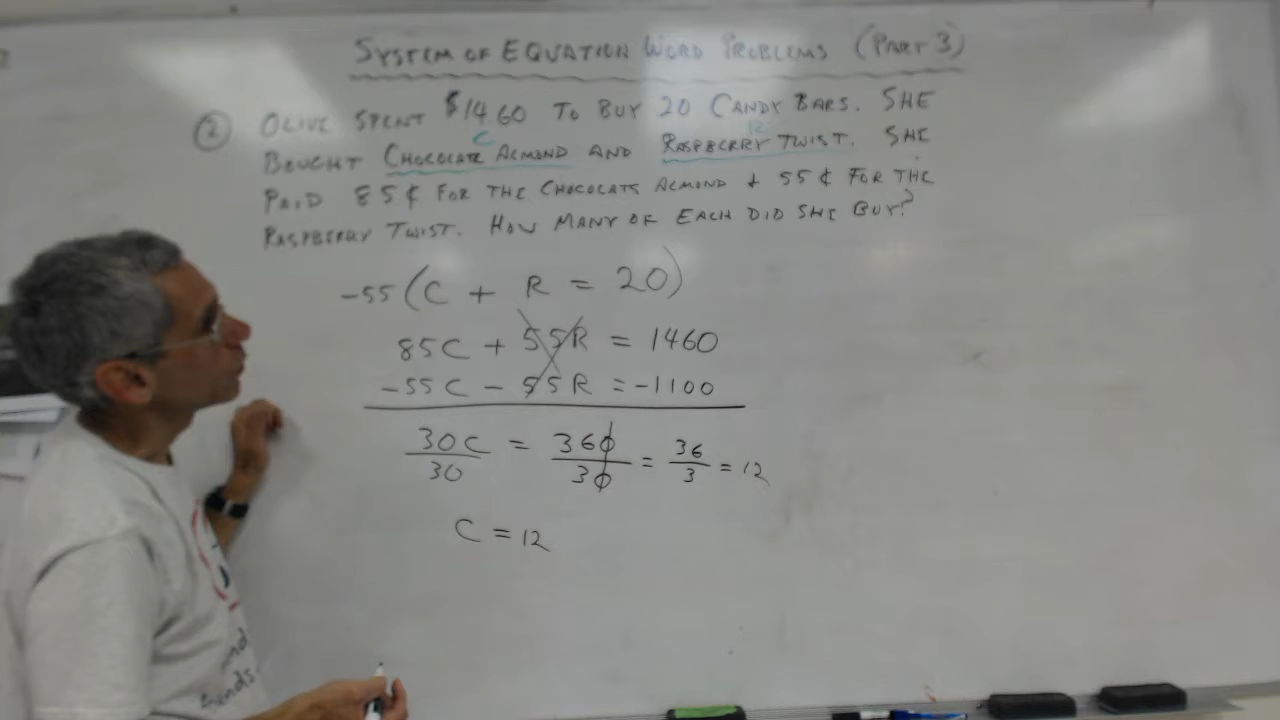 SYSTEM OF EQUATION WORD PROBLEMS (PART 3)
② OLIVE SPENT $14 60 TO BUY 20 CANDY BARS. SHE
C R
BOUGHT CHOCOLATE ALMOND AND RASPBERRY TWIST. SHE
PAID 85¢ FOR THE CHOCOLATE ALMOND + 55¢ FOR THE
RASPBERRY TWIST. HOW MANY OF EACH DID SHE BUY?
-55(C + R = 20)
85C + 55R = 1460
-55C - 55R = -1100
30C/30 = 360/30 = 36/3 = 12
C = 12
and